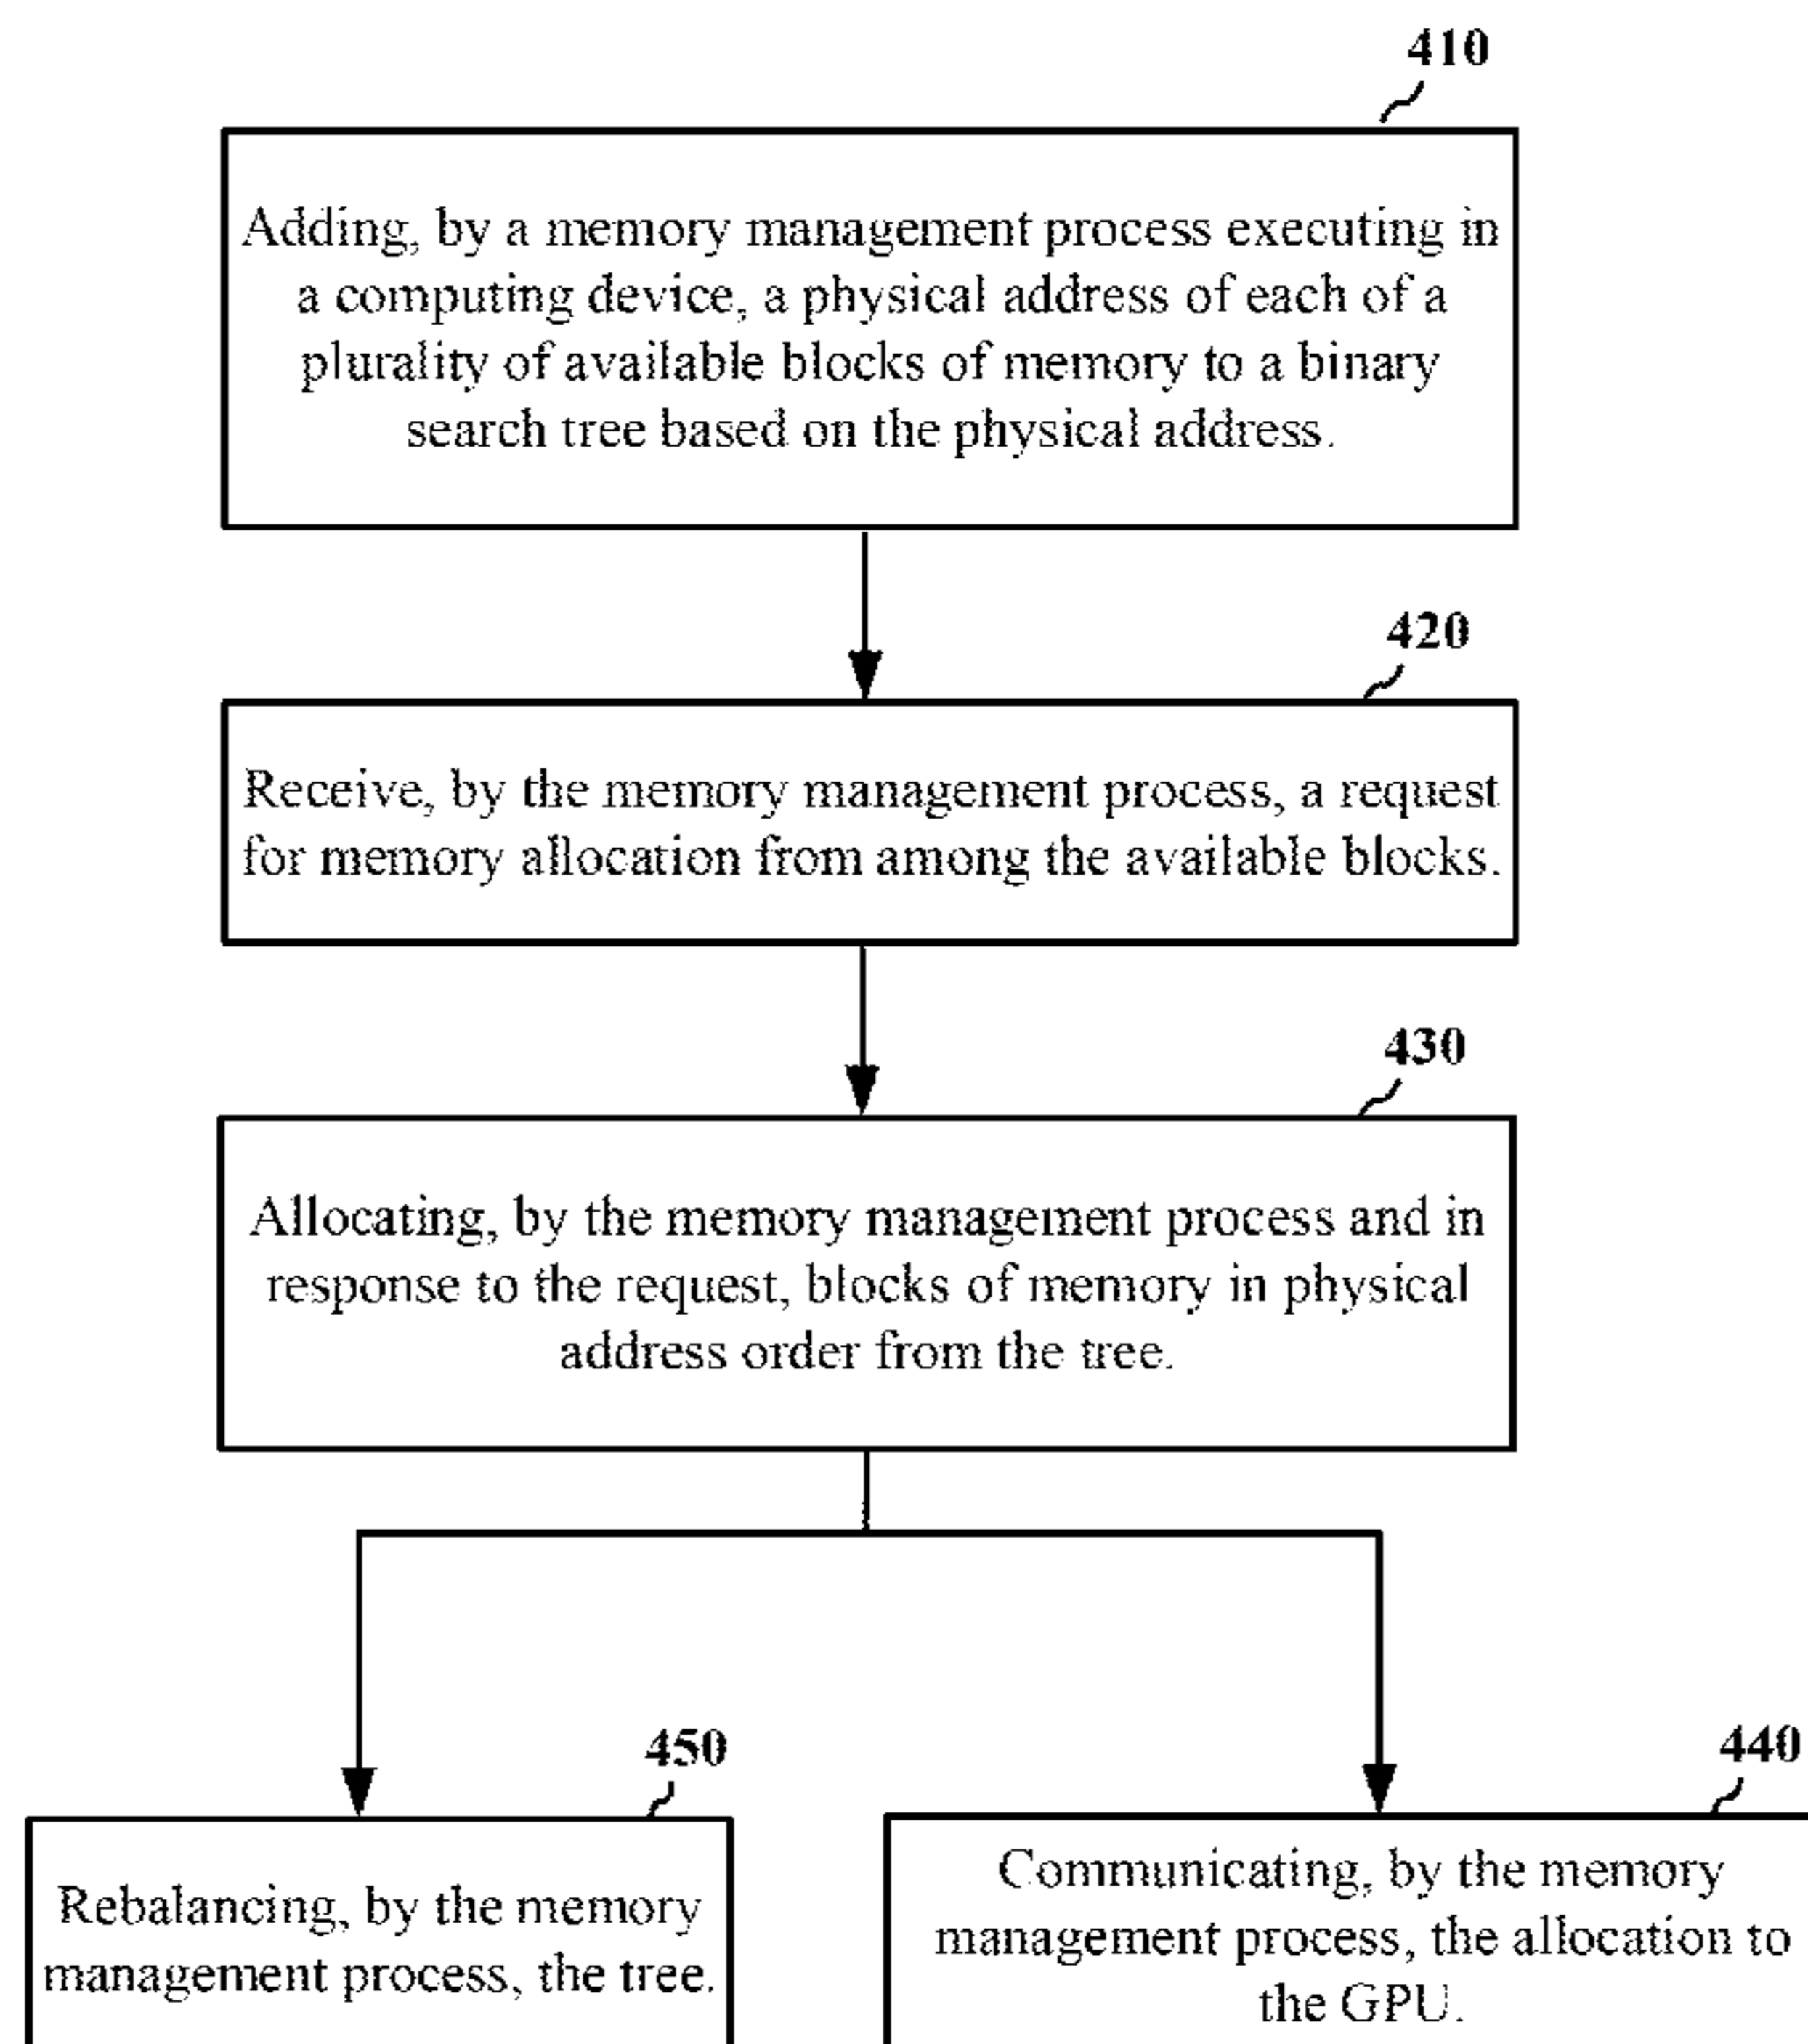 410
Adding, by a memory management process executing in
a computing device, a physical address of each of a
plurality of available blocks of memory to a binary
search tree based on the physical address.
420
Receive, by the memory management process, a request
for memory allocation from among the available blocks.
430
Allocating, by the memory management process and in
response to the request, blocks of memory in physical
address order from the tree.
450
Rebalancing, by the memory
management process, the tree.
440
Communicating, by the memory
management process, the allocation to
the GPU.